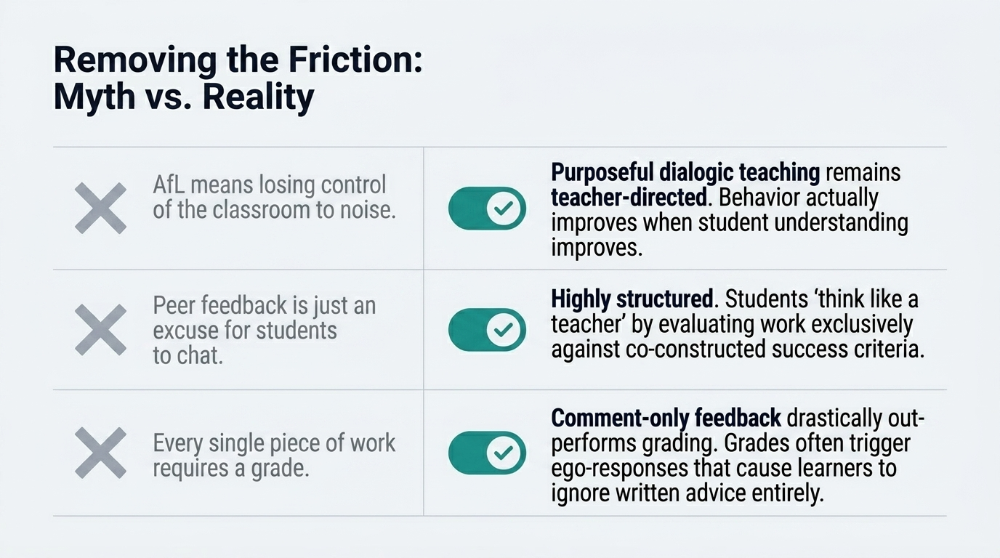 Removing the Friction:
Myth vs. Reality
AfL means losing control
of the classroom to noise.
Purposeful dialogic teaching remains
teacher-directed. Behavior actually
improves when student understanding
improves.
Peer feedback is just an
excuse for students
to chat.
Highly structured. Students ‘think like a
teacher’ by evaluating work exclusively
against co-constructed success criteria.
Every single piece of work
requires a grade.
Comment-only feedback drastically out-
performs grading. Grades often trigger
ego-responses that cause learners to
ignore written advice entirely.